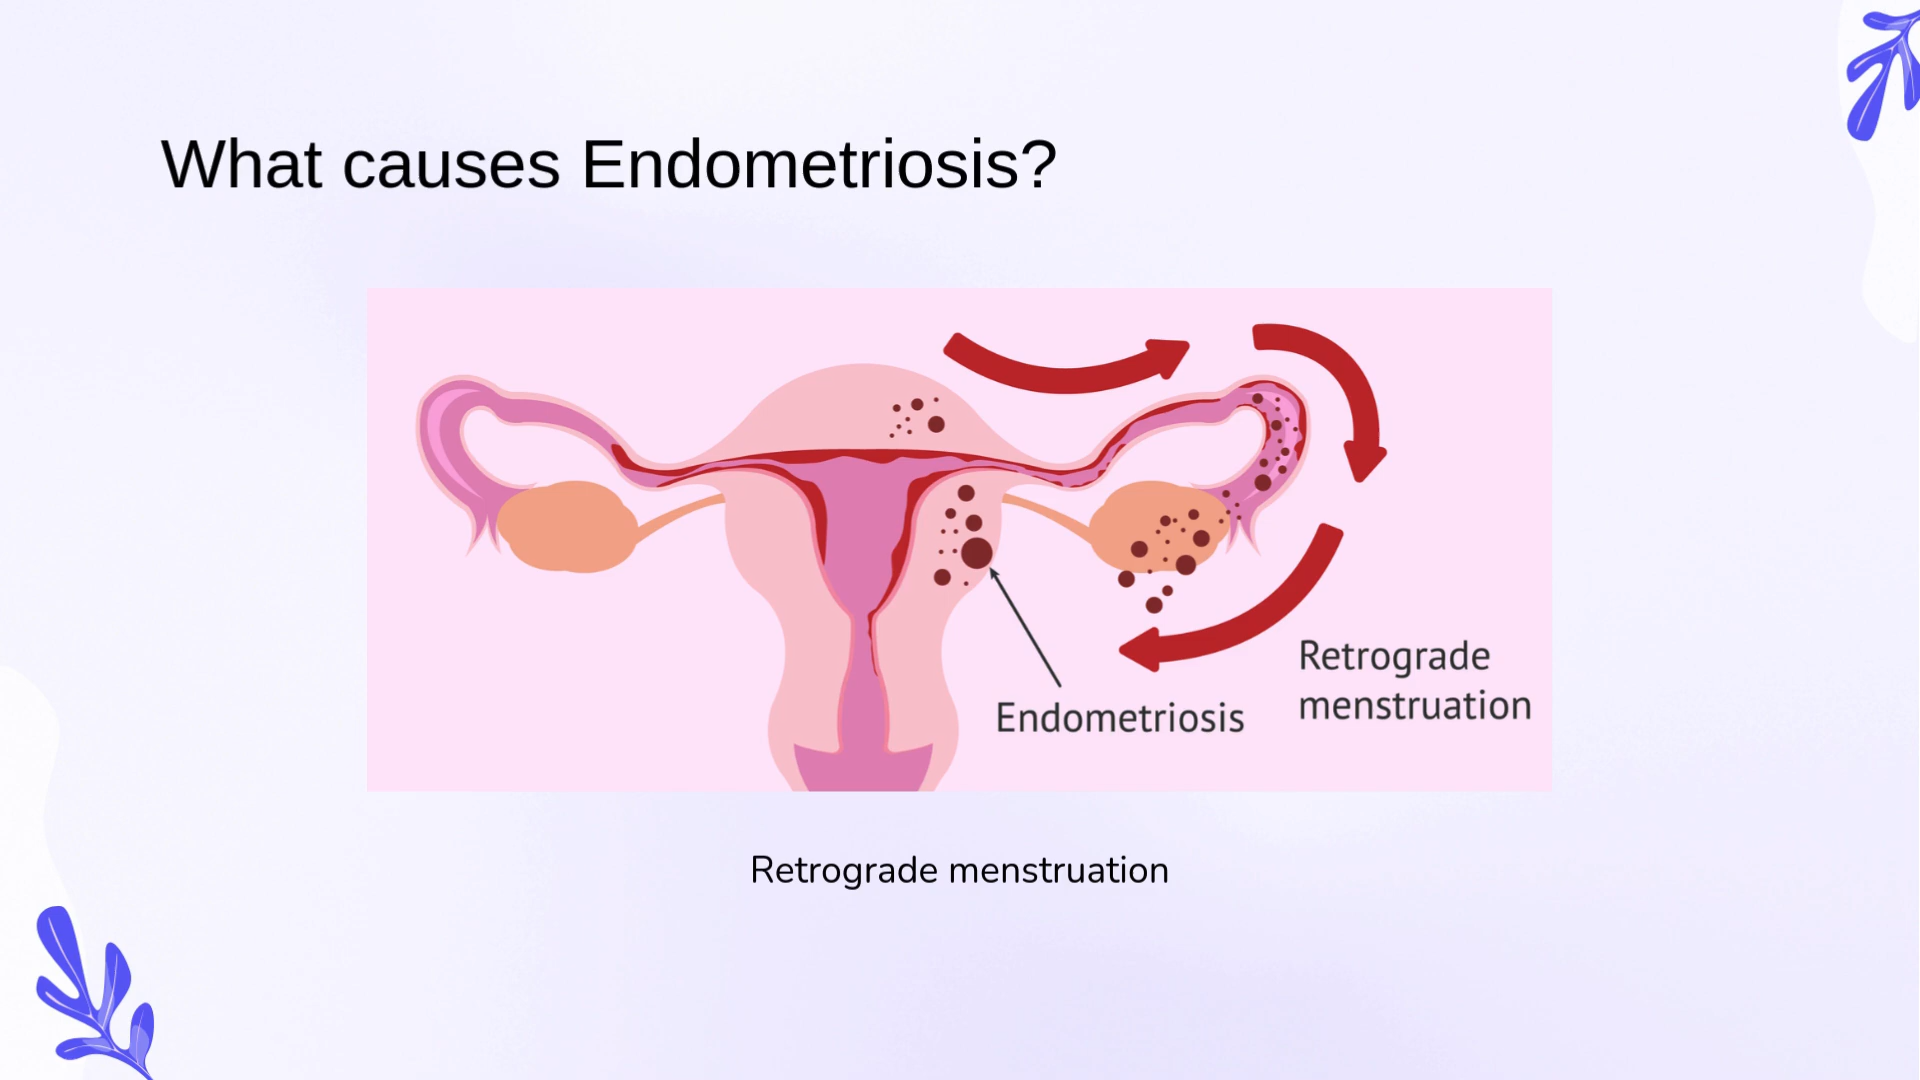 What causes Endometriosis?
Endometriosis
Retrograde
menstruation
Retrograde menstruation